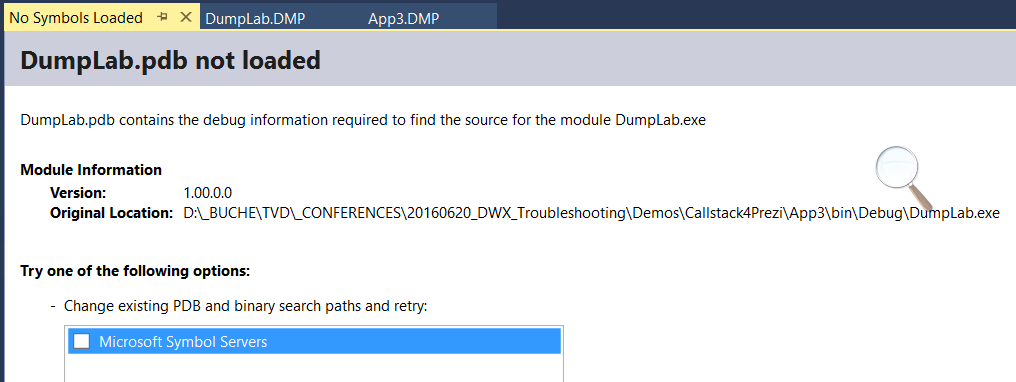 No Symbols Loaded DumpLab.DMP App3.DMP
DumpLab.pdb not loaded
DumpLab.pdb contains the debug information required to find the source for the module DumpLab.exe
Module Information
Version: 1.00.0.0
Original Location: D:\_BUCHE\TVD\_CONFERENCES\20160620_DWX_Troubleshooting\Demos\Callstack4Prezi\App3\bin\Debug\DumpLab.exe
Try one of the following options:
- Change existing PDB and binary search paths and retry:
Microsoft Symbol Servers